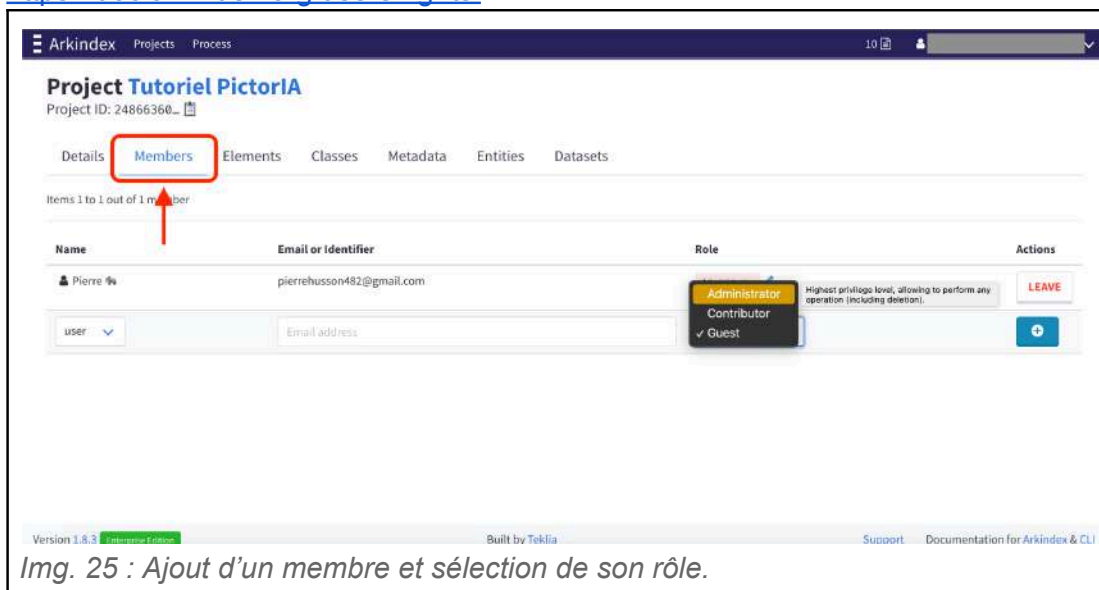 Arkindex Projects Process 10
Project Tutoriel PictorIA
Project ID: 24866360…
Details Members Elements Classes Metadata Entities Datasets
Items 1 to 1 out of 1 member
Name Email or Identifier Role Actions
Pierre pierrehusson482@gmail.com LEAVE
Administrator
Highest privilege level, allowing to perform any
operation (including deletion).
Contributor
✓ Guest
user Email address
Version 1.8.3 Enterprise Edition Built by Teklia Support Documentation for Arkindex & CLI
Img. 25 : Ajout d’un membre et sélection de son rôle.